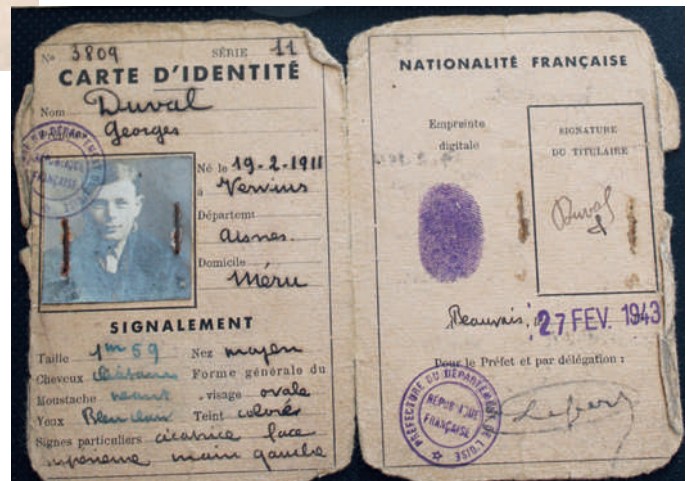 No 3809 SÉRIE 11
CARTE D'IDENTITÉ
Nom Duval
Georges
Né le 19-2-1911
à Vervins
Départemt
Aisnes.
Domicile
Méru
SIGNALEMENT
Taille 1m59 Nez moyen
Cheveux châtains Forme générale du
Moustache néant visage ovale
Yeux Bleu clair Teint coloré
Signes particuliers cicatrice face
supérieure main gauche
NATIONALITÉ FRANÇAISE
Empreinte
digitale
SIGNATURE
DU TITULAIRE
Duval
Beauvais, 27 FEV. 1943
Pour le Préfet et par délégation :
PRÉFECTURE DU DÉPARTEMENT DE L'OISE
RÉPUBLIQUE
FRANÇAISE